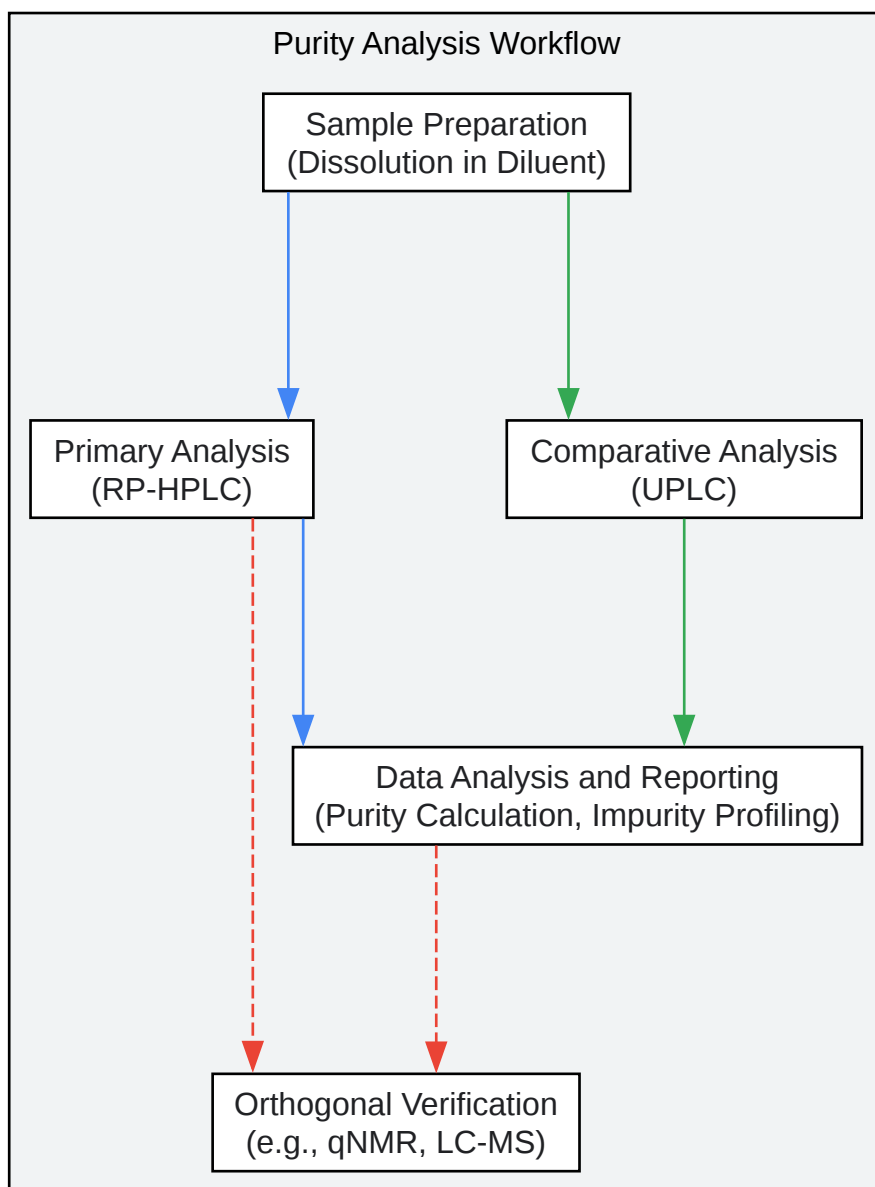 Purity Analysis Workflow
Sample Preparation
(Dissolution in Diluent)
Primary Analysis
(RP-HPLC)
Comparative Analysis
(UPLC)
Data Analysis and Reporting
(Purity Calculation, Impurity Profiling)
Orthogonal Verification
(e.g., qNMR, LC-MS)